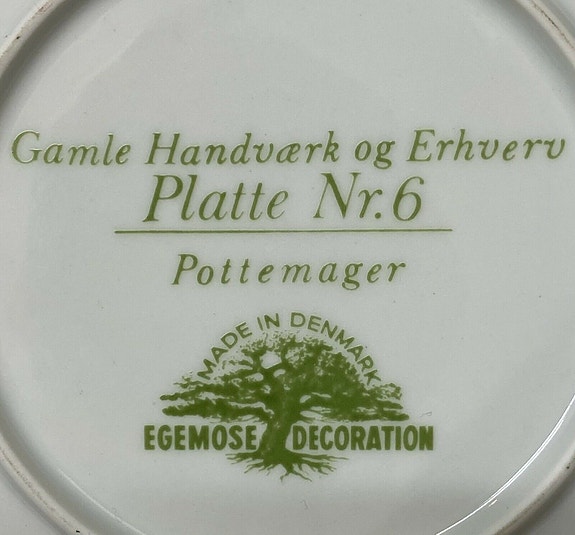 Gamle Handværk og Erhverv
Platte Nr.6
Pottemager
MADE IN DENMARK
EGEMOSE DECORATION